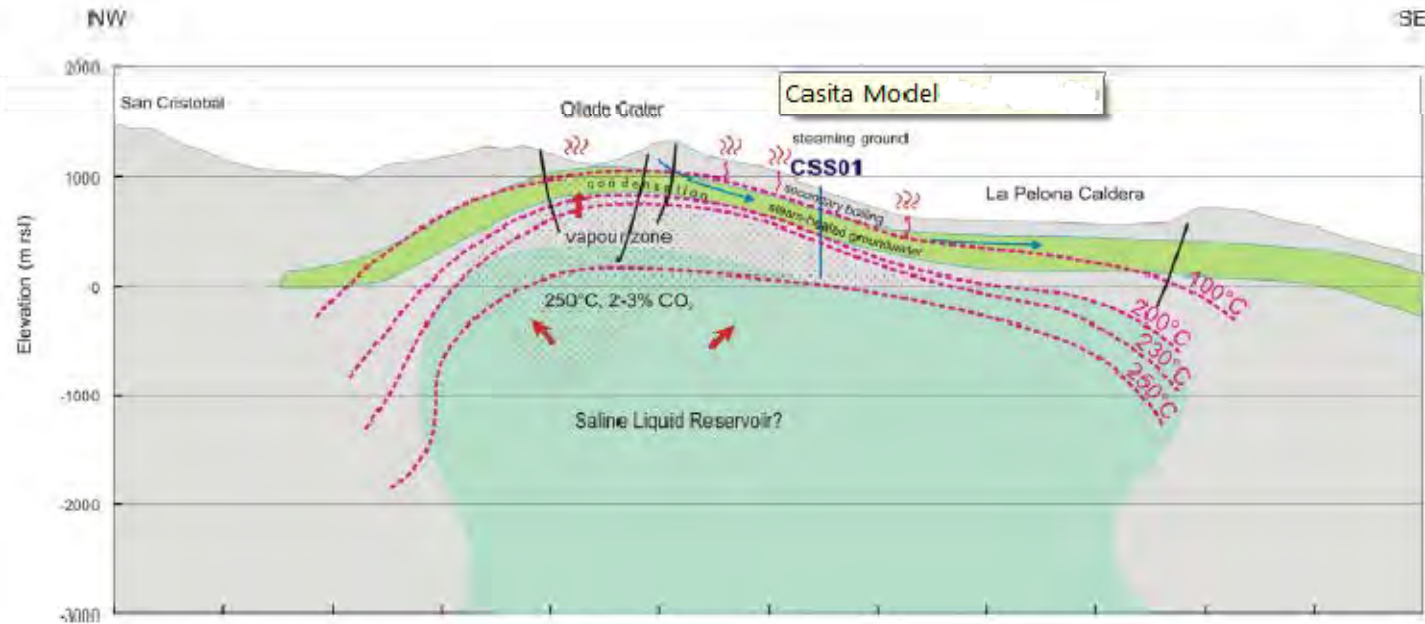 NW
SE
2000
San Cristobal
Ollade Crater
Casita Model
steaming ground
CSS01
1000
condensation
secondary boiling
La Pelona Caldera
steam-heated groundwater
vapour zone
Elevation (m rsl)
0
250°C, 2-3% CO₂
100°C
200°C
230°C
250°C
-1000
Saline Liquid Reservoir?
-2000
-3000